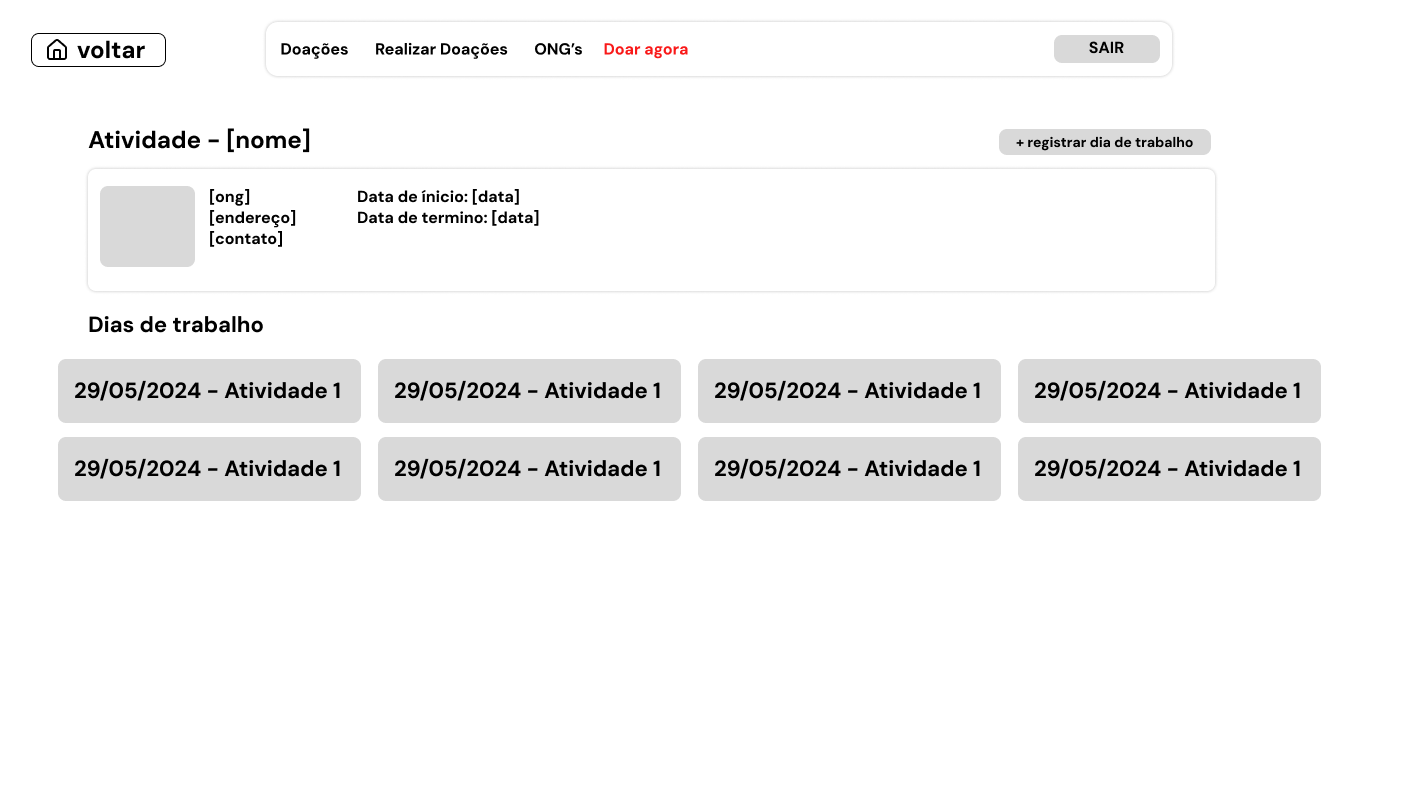 voltar
Doações Realizar Doações ONG’s Doar agora SAIR
Atividade - [nome]
+ registrar dia de trabalho
[ong]
[endereço]
[contato]
Data de ínicio: [data]
Data de termino: [data]
Dias de trabalho
29/05/2024 - Atividade 1 29/05/2024 - Atividade 1 29/05/2024 - Atividade 1 29/05/2024 - Atividade 1
29/05/2024 - Atividade 1 29/05/2024 - Atividade 1 29/05/2024 - Atividade 1 29/05/2024 - Atividade 1